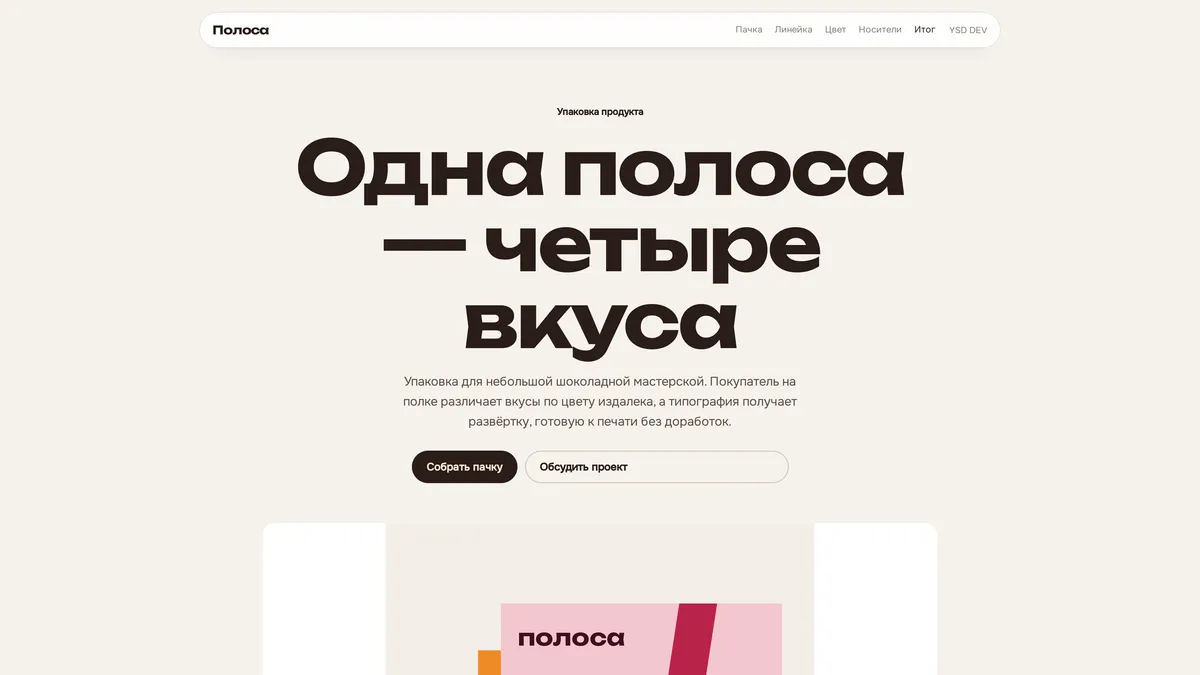 Полоса
Пачка Линейка Цвет Носители Итог YSD DEV
Упаковка продукта
Одна полоса
— четыре
вкуса
Упаковка для небольшой шоколадной мастерской. Покупатель на
полке различает вкусы по цвету издалека, а типография получает
развёртку, готовую к печати без доработок.
Собрать пачку
Обсудить проект
полоса